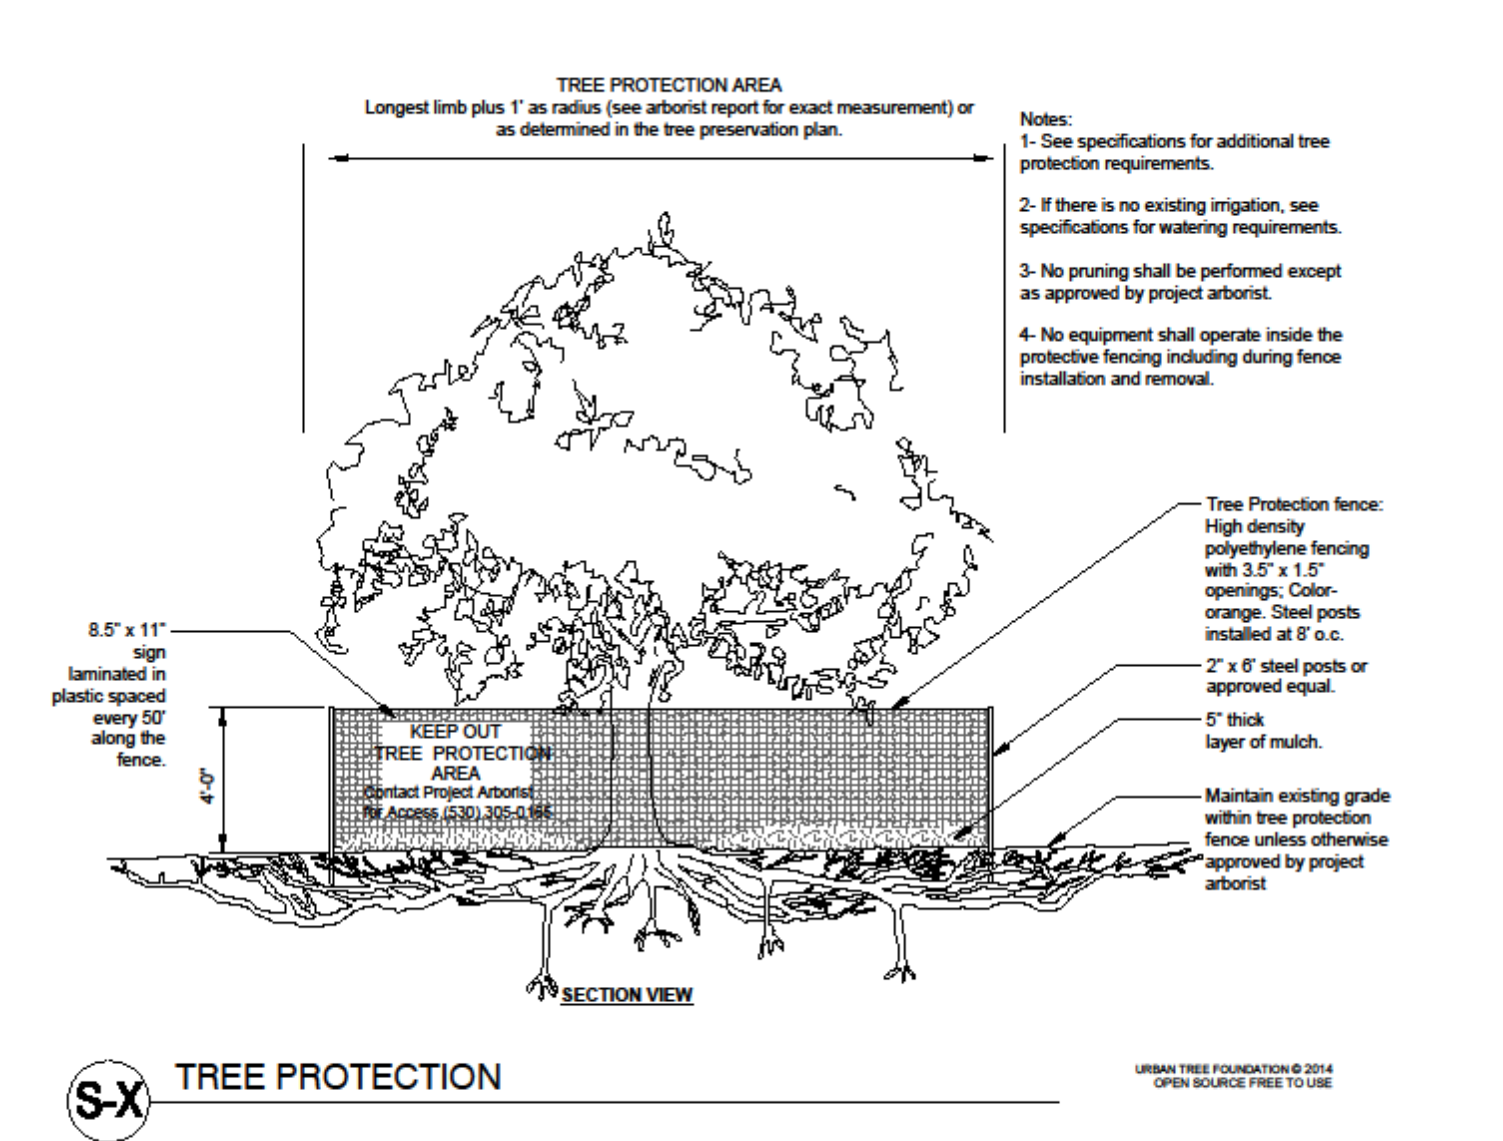 TREE PROTECTION AREA
Longest limb plus 1' as radius (see arborist report for exact measurement) or
as determined in the tree preservation plan.
Notes:
1- See specifications for additional tree
protection requirements.
2- If there is no existing irrigation, see
specifications for watering requirements.
3- No pruning shall be performed except
as approved by project arborist.
4- No equipment shall operate inside the
protective fencing including during fence
installation and removal.
Tree Protection fence:
High density
polyethylene fencing
with 3.5" x 1.5"
openings; Color-
orange. Steel posts
installed at 8' o.c.
2" x 6' steel posts or
approved equal.
5" thick
layer of mulch.
Maintain existing grade
within tree protection
fence unless otherwise
approved by project
arborist
8.5" x 11"
sign
laminated in
plastic spaced
every 50'
along the
fence.
4'-0"
KEEP OUT
TREE PROTECTION
AREA
Contact Project Arborist
for Access (530) 305-0165
SECTION VIEW
S-X
TREE PROTECTION
URBAN TREE FOUNDATION © 2014
OPEN SOURCE FREE TO USE